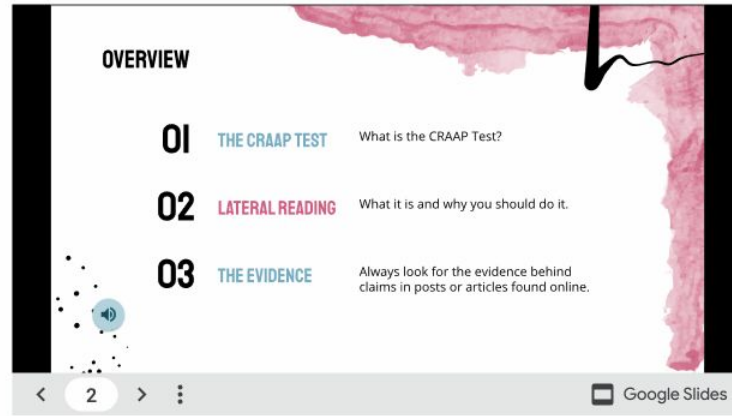 OVERVIEW
01 THE CRAAP TEST What is the CRAAP Test?
02 LATERAL READING What it is and why you should do it.
03 THE EVIDENCE Always look for the evidence behind
claims in posts or articles found online.
2
Google Slides